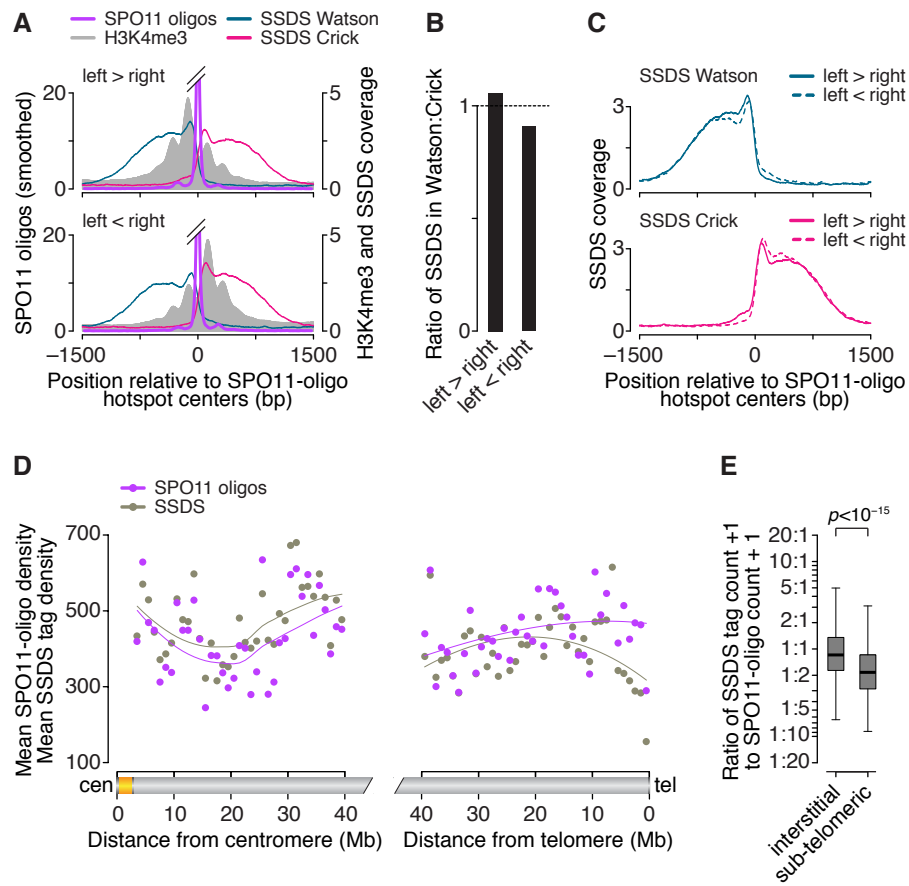 A
SPO11 oligos
H3K4me3
SSDS Watson
SSDS Crick
left > right
20
10
0
5
0
left < right
20
10
0
5
0
SPO11 oligos (smoothed)
H3K4me3 and SSDS coverage
−1500 0 1500
Position relative to SPO11-oligo
hotspot centers (bp)
B
Ratio of SSDS in Watson:Crick
1
0
left > right
left < right
C
SSDS Watson
left > right
left < right
3
0
SSDS Crick
left > right
left < right
3
0
SSDS coverage
−1500 0 1500
Position relative to SPO11-oligo
hotspot centers (bp)
D
SPO11 oligos
SSDS
Mean SPO11-oligo density
Mean SSDS tag density
700
500
300
100
cen
tel
0 10 20 30 40
40 30 20 10 0
Distance from centromere (Mb)
Distance from telomere (Mb)
E
p<10⁻¹⁵
Ratio of SSDS tag count +1
to SPO11-oligo count + 1
20:1
10:1
5:1
2:1
1:1
1:2
1:5
1:10
1:20
interstitial
sub-telomeric